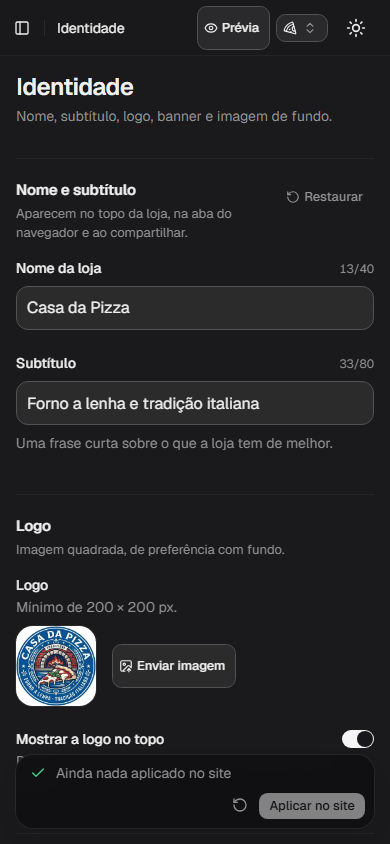 Identidade
Prévia
Identidade
Nome, subtítulo, logo, banner e imagem de fundo.
Nome e subtítulo
Restaurar
Aparecem no topo da loja, na aba do
navegador e ao compartilhar.
Nome da loja
13/40
Casa da Pizza
Subtítulo
33/80
Forno a lenha e tradição italiana
Uma frase curta sobre o que a loja tem de melhor.
Logo
Imagem quadrada, de preferência com fundo.
Logo
Mínimo de 200 × 200 px.
CASA DA PIZZA
FORNO A LENHA · TRADIÇÃO ITALIANA
Enviar imagem
Mostrar a logo no topo
Ainda nada aplicado no site
Aplicar no site